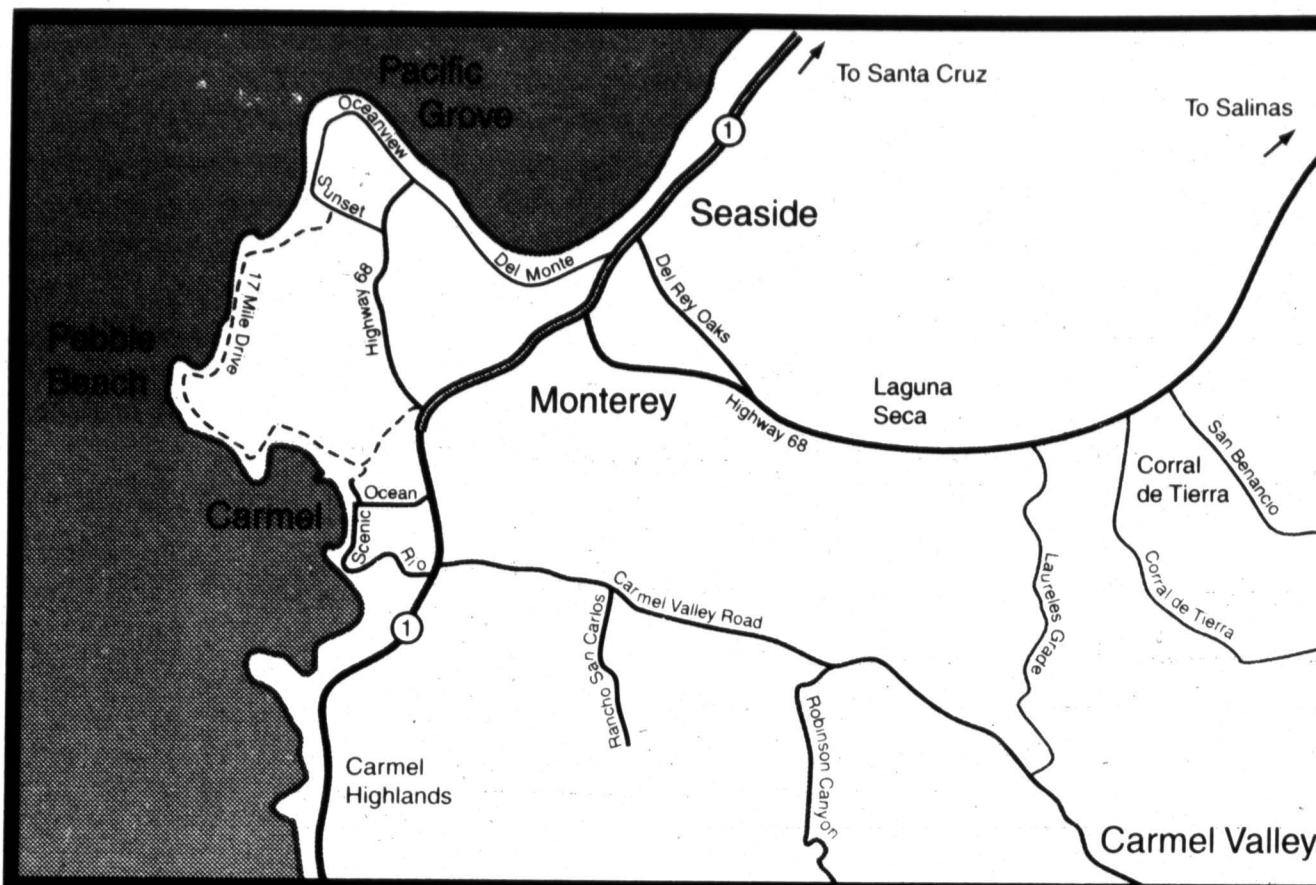 Pacific
Grove
To Santa Cruz
To Salinas
Oceanview
1
Sunset
Seaside
Del Monte
Del Rey Oaks
17 Mile Drive
Highway 68
Pebble
Beach
Monterey
Highway 68
Laguna
Seca
San Benancio
Corral
de Tierra
Ocean
Carmel
Scenic
Rio
Laureles Grade
Corral de Tierra
Carmel Valley Road
1
Rancho San Carlos
Robinson Canyon
Carmel
Highlands
Carmel Valley